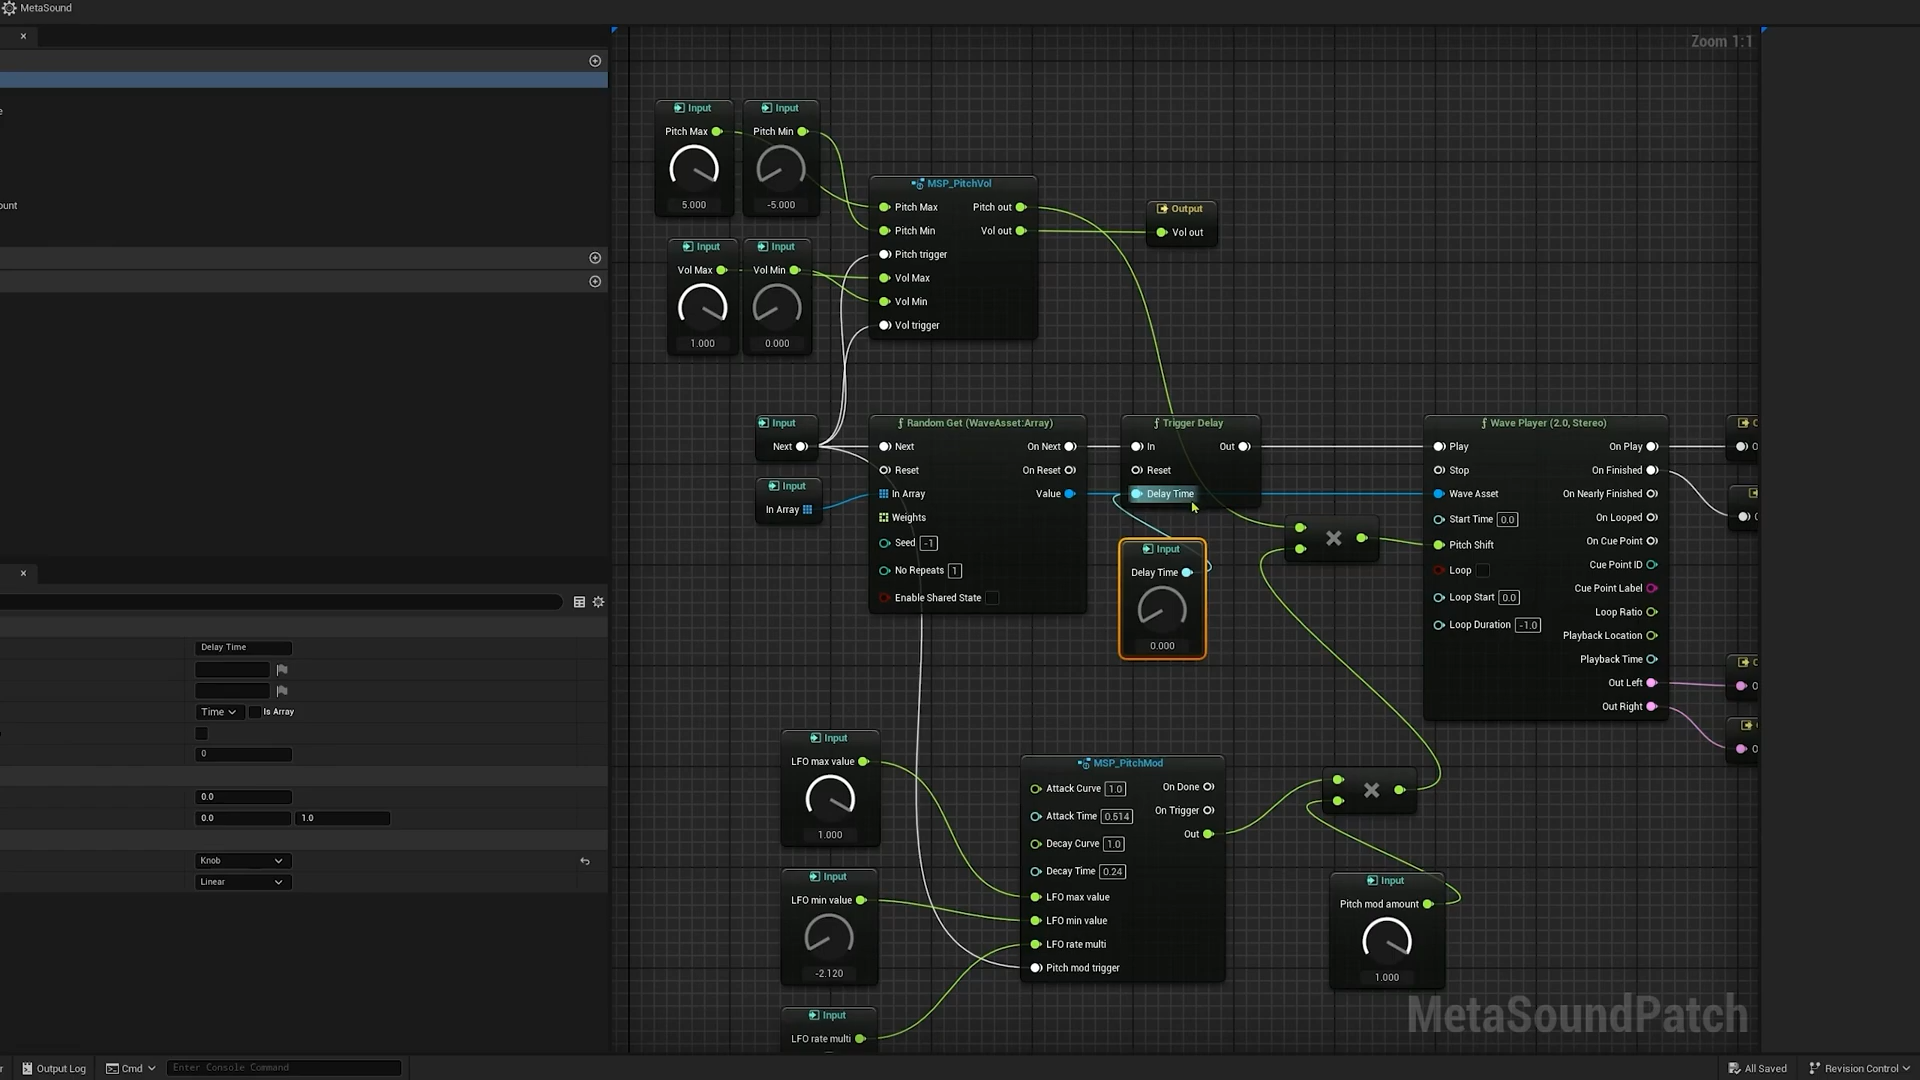 MetaSound
Zoom 1:1
ount
Delay Time
Time
Is Array
0
0.0
0.0
1.0
Knob
Linear
Input
Pitch Max
5.000
Input
Pitch Min
-5.000
Input
Vol Max
1.000
Input
Vol Min
0.000
MSP_PitchVol
Pitch Max
Pitch out
Pitch Min
Vol out
Pitch trigger
Vol Max
Vol Min
Vol trigger
Output
Vol out
Input
Next
Input
In Array
Random Get (WaveAsset:Array)
Next
On Next
Reset
On Reset
In Array
Value
Weights
Seed -1
No Repeats 1
Enable Shared State
Trigger Delay
In
Out
Reset
Delay Time
Input
Delay Time
0.000
Wave Player (2.0, Stereo)
Play
On Play
Stop
On Finished
Wave Asset
On Nearly Finished
Start Time 0.0
On Looped
Pitch Shift
On Cue Point
Loop
Cue Point ID
Loop Start 0.0
Cue Point Label
Loop Duration -1.0
Loop Ratio
Playback Location
Playback Time
Out Left
Out Right
Input
LFO max value
1.000
Input
LFO min value
-2.120
Input
LFO rate multi
MSP_PitchMod
Attack Curve 1.0
On Done
Attack Time 0.514
On Trigger
Decay Curve 1.0
Out
Decay Time 0.24
LFO max value
LFO min value
LFO rate multi
Pitch mod trigger
Input
Pitch mod amount
1.000
MetaSoundPatch
Output Log
Cmd
Enter Console Command
All Saved
Revision Control